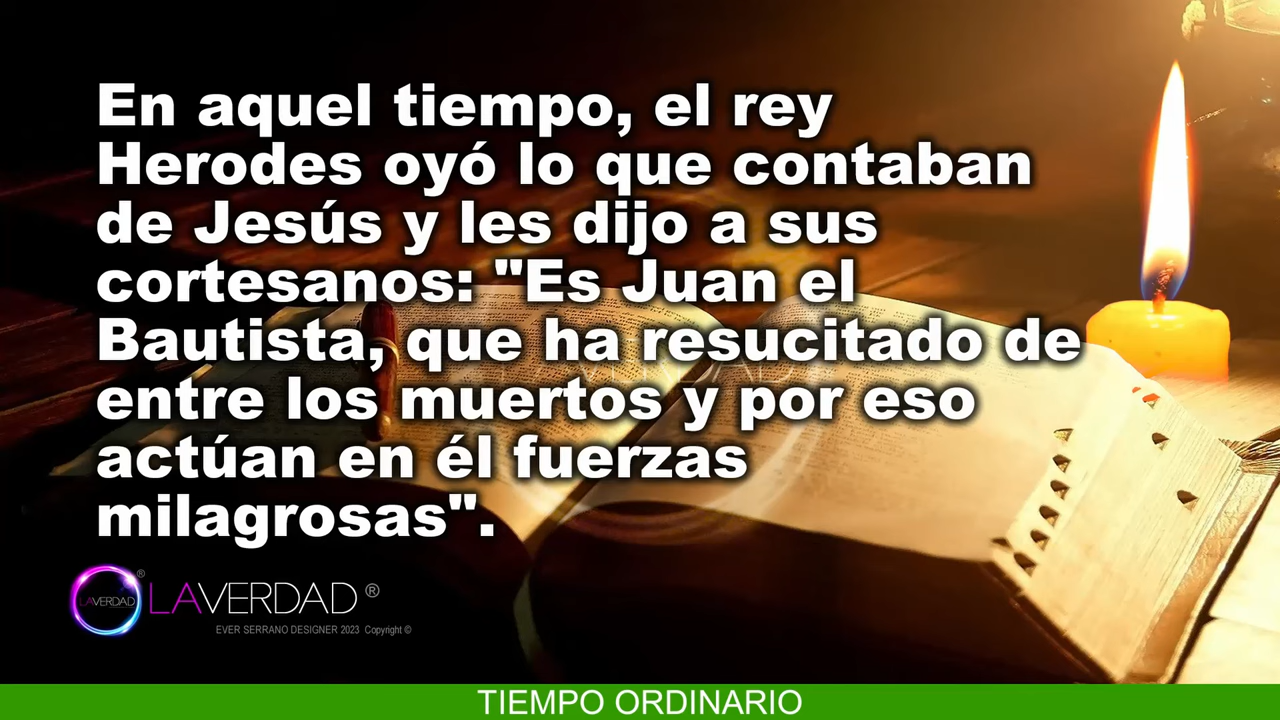 En aquel tiempo, el rey
Herodes oyó lo que contaban
de Jesús y les dijo a sus
cortesanos: "Es Juan el
Bautista, que ha resucitado de
entre los muertos y por eso
actúan en él fuerzas
milagrosas".
LAVERDAD ®
LAVERDAD ®
EVER SERRANO DESIGNER 2023 Copyright ©
TIEMPO ORDINARIO